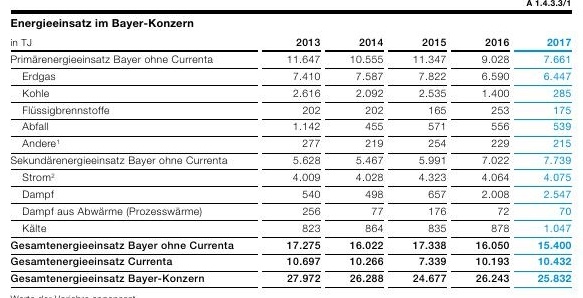 A 1.4.3.3/1
Energieeinsatz im Bayer-Konzern
in TJ 2013 2014 2015 2016 2017
Primärenergieeinsatz Bayer ohne Currenta 11.647 10.555 11.347 9.028 7.661
Erdgas 7.410 7.587 7.822 6.590 6.447
Kohle 2.616 2.092 2.535 1.400 285
Flüssigbrennstoffe 202 202 165 253 175
Abfall 1.142 455 571 556 539
Andere¹ 277 219 254 229 215
Sekundärenergieeinsatz Bayer ohne Currenta 5.628 5.467 5.991 7.022 7.739
Strom² 4.009 4.028 4.323 4.064 4.075
Dampf 540 498 657 2.008 2.547
Dampf aus Abwärme (Prozesswärme) 256 77 176 72 70
Kälte 823 864 835 878 1.047
Gesamtenergieeinsatz Bayer ohne Currenta 17.275 16.022 17.338 16.050 15.400
Gesamtenergieeinsatz Currenta 10.697 10.266 7.339 10.193 10.432
Gesamtenergieeinsatz Bayer-Konzern 27.972 26.288 24.677 26.243 25.832